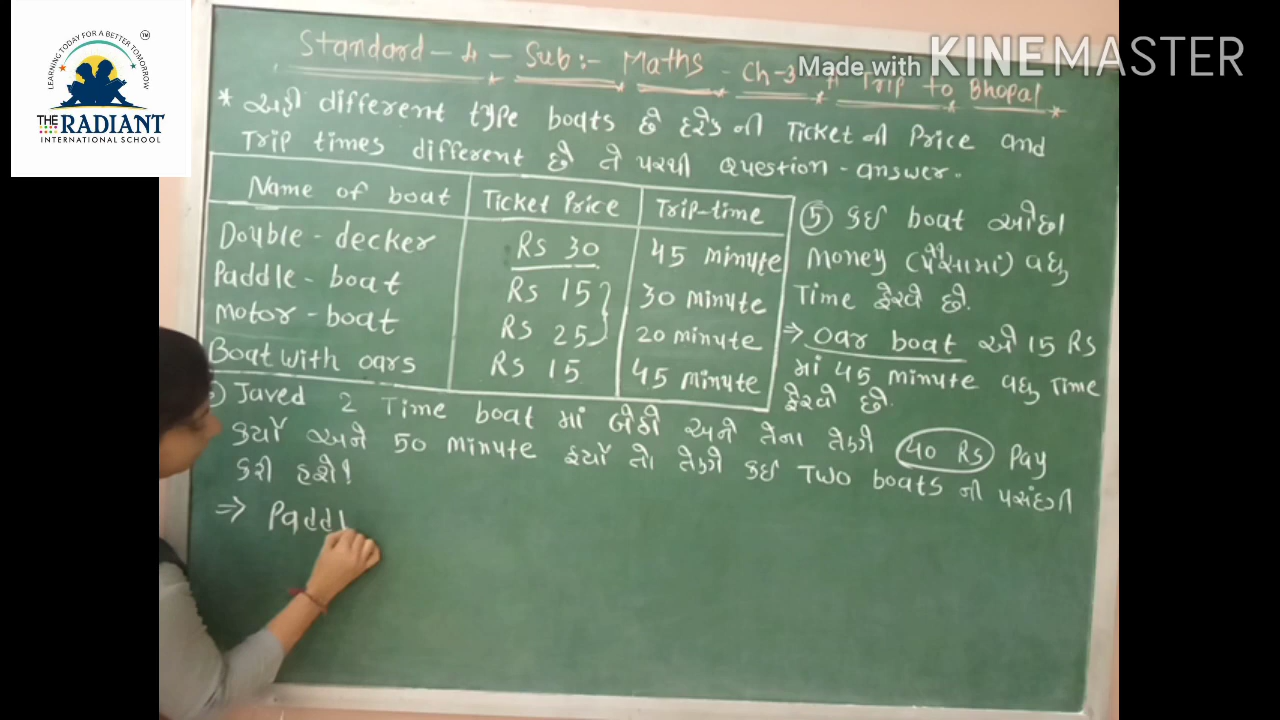 LEARNING TODAY FOR A BETTER TOMORROW
TM
THE RADIANT
INTERNATIONAL SCHOOL
Made with KINEMASTER
Standard - 4 - Sub :- Maths - Ch-3 A Trip to Bhopal
* અહી different type boats છે દરેક ની Ticket ની Price and
Trip times different છે તે પરથી Question - answer.
Name of boat Ticket Price Trip-time
Double - decker Rs 30 45 minute
Paddle - boat Rs 15 30 minute
Motor - boat Rs 25 20 minute
Boat with oars Rs 15 45 minute
⑤ કઈ boat ઓછા
money (પૈસામાં) વધુ
Time ફેરવે છે.
⇒ Oar boat એ 15 Rs
માં 45 minute વધુ Time
ફેરવે છે.
) Javed 2 Time boat માં બેઠો અને તેના તેણે 40 Rs Pay
કર્યા અને 50 minute ફર્યો તો તેણે કઈ Two boats ની પસંદગી
કરી હશે!
⇒ Paddl